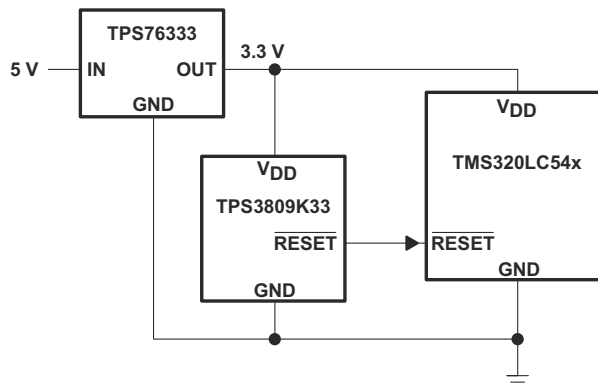 TPS76333
5 V
IN
OUT
3.3 V
GND
VDD
TMS320LC54x
VDD
TPS3809K33
RESET
RESET
GND
GND